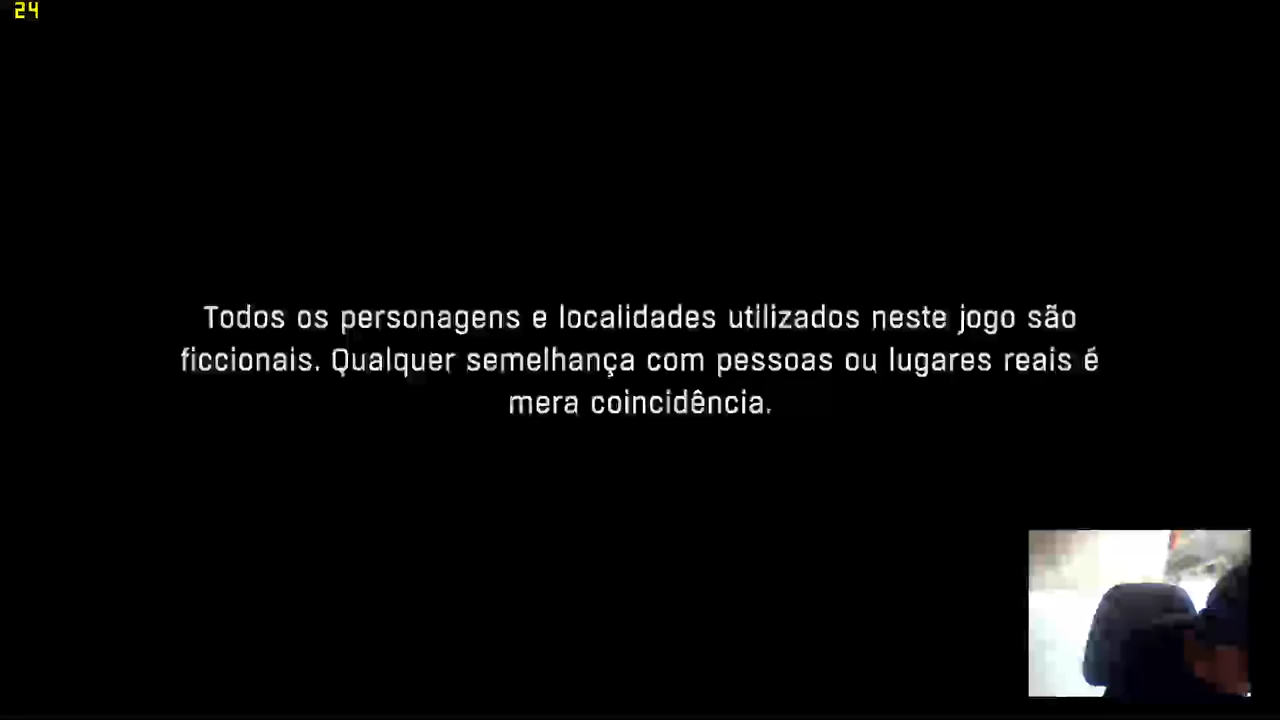 24
Todos os personagens e localidades utilizados neste jogo são
ficcionais. Qualquer semelhança com pessoas ou lugares reais é
mera coincidência.